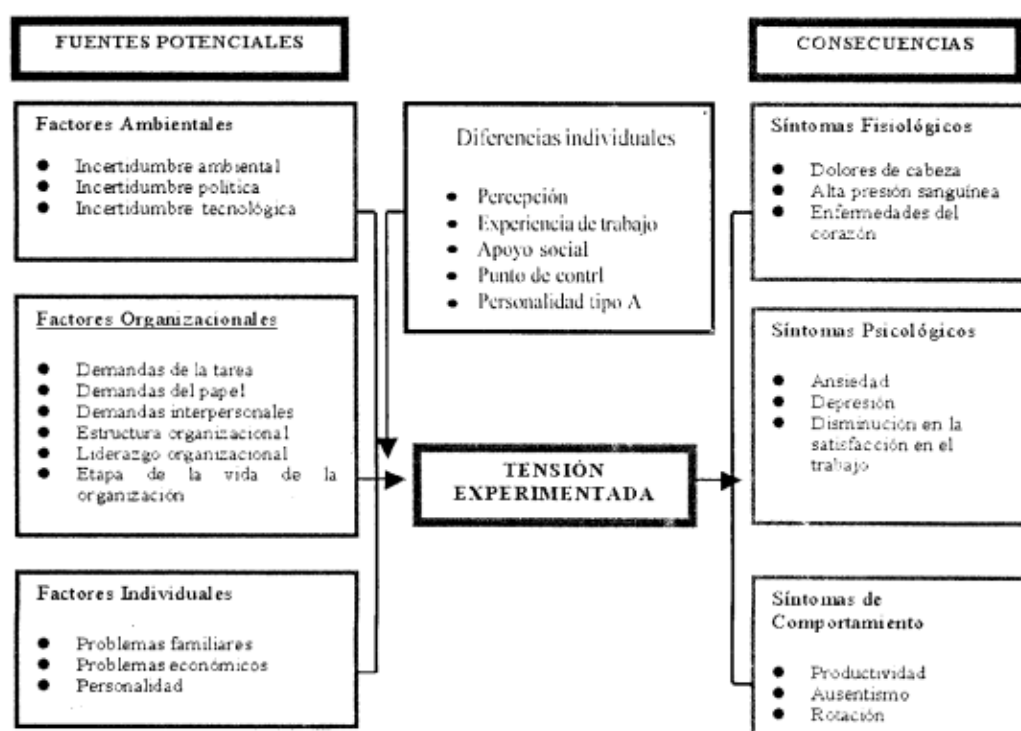 FUENTES POTENCIALES
Factores Ambientales
● Incertidumbre ambiental
● Incertidumbre política
● Incertidumbre tecnológica
Factores Organizacionales
● Demandas de la tarea
● Demandas del papel
● Demandas interpersonales
● Estructura organizacional
● Liderazgo organizacional
● Etapa de la vida de la
organización
Factores Individuales
● Problemas familiares
● Problemas económicos
● Personalidad
Diferencias individuales
• Percepción
• Experiencia de trabajo
• Apoyo social
• Punto de contrl
• Personalidad tipo A
TENSIÓN
EXPERIMENTADA
CONSECUENCIAS
Síntomas Fisiológicos
● Dolores de cabeza
● Alta presión sanguínea
● Enfermedades del
corazón
Síntomas Psicológicos
● Ansiedad
● Depresión
● Disminución en la
satisfacción en el
trabajo
Síntomas de
Comportamiento
● Productividad
● Ausentismo
● Rotación